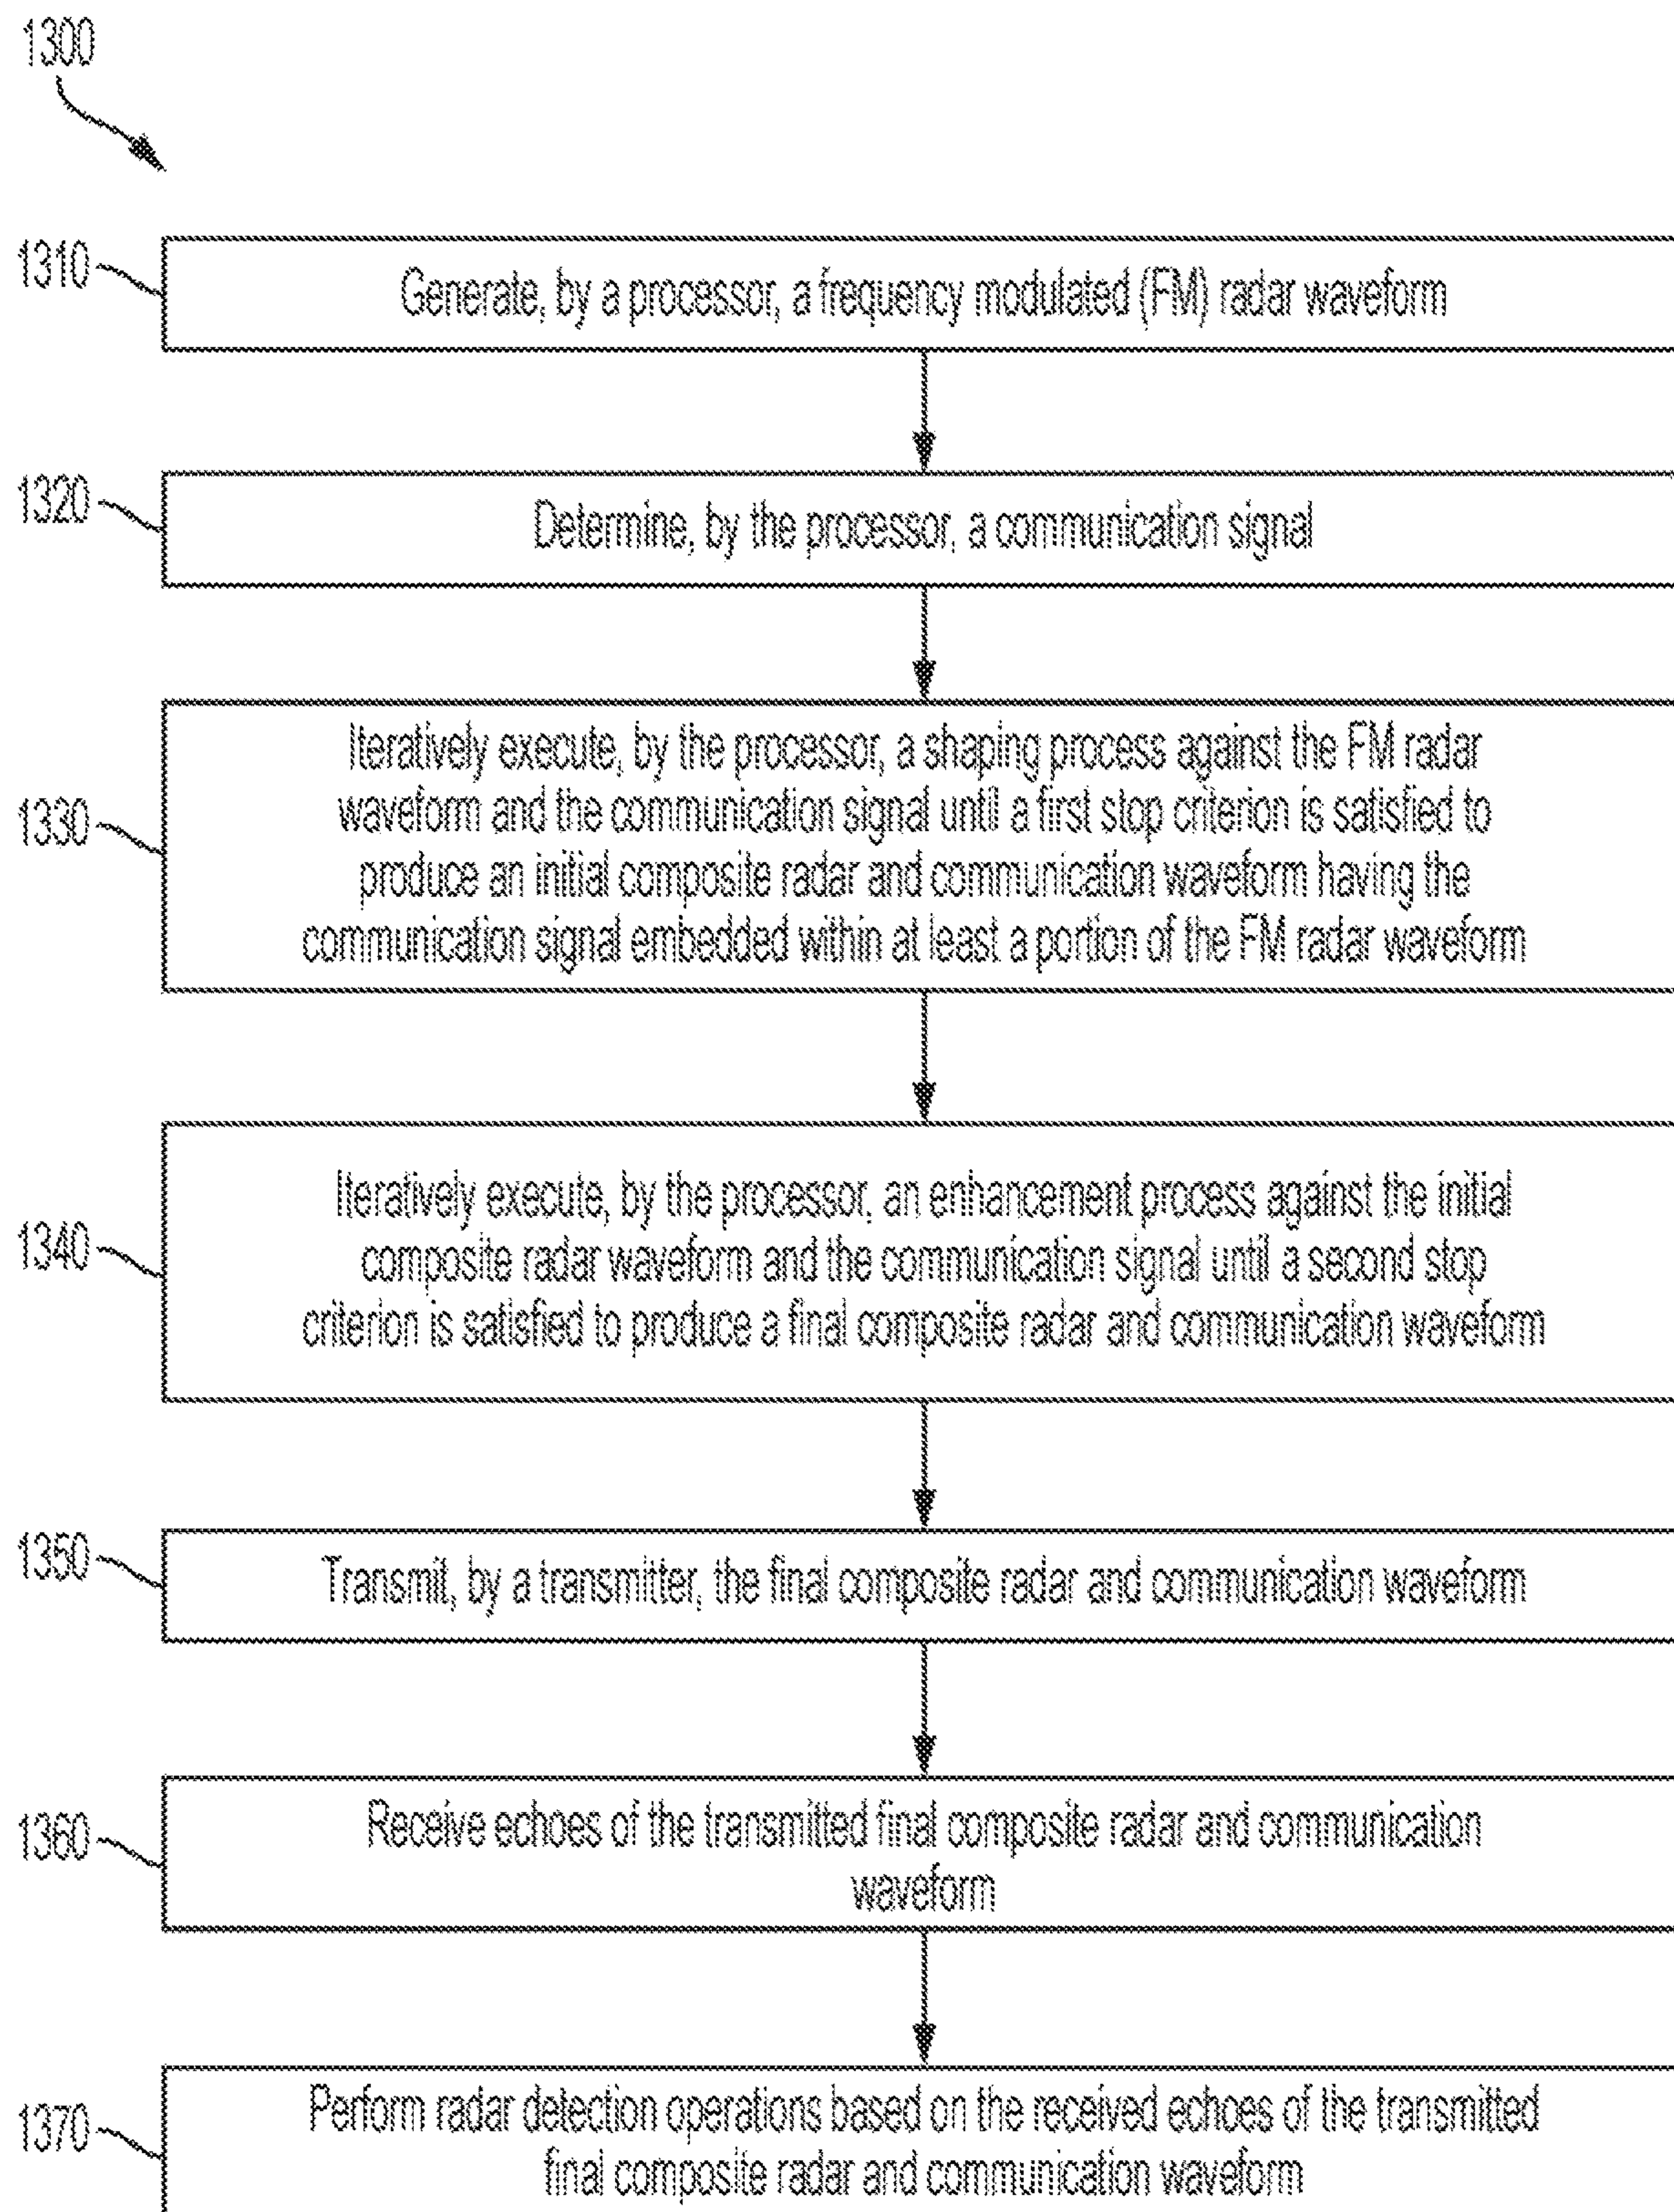 1300
1310
Generate, by a processor, a frequency modulated (FM) radar waveform
1320
Determine, by the processor, a communication signal
1330
Iteratively execute, by the processor, a shaping process against the FM radar
waveform and the communication signal until a first stop criterion is satisfied to
produce an initial composite radar and communication waveform having the
communication signal embedded within at least a portion of the FM radar waveform
1340
Iteratively execute, by the processor, an enhancement process against the initial
composite radar waveform and the communication signal until a second stop
criterion is satisfied to produce a final composite radar and communication waveform
1350
Transmit, by a transmitter, the final composite radar and communication waveform
1360
Receive echoes of the transmitted final composite radar and communication
waveform
1370
Perform radar detection operations based on the received echoes of the transmitted
final composite radar and communication waveform